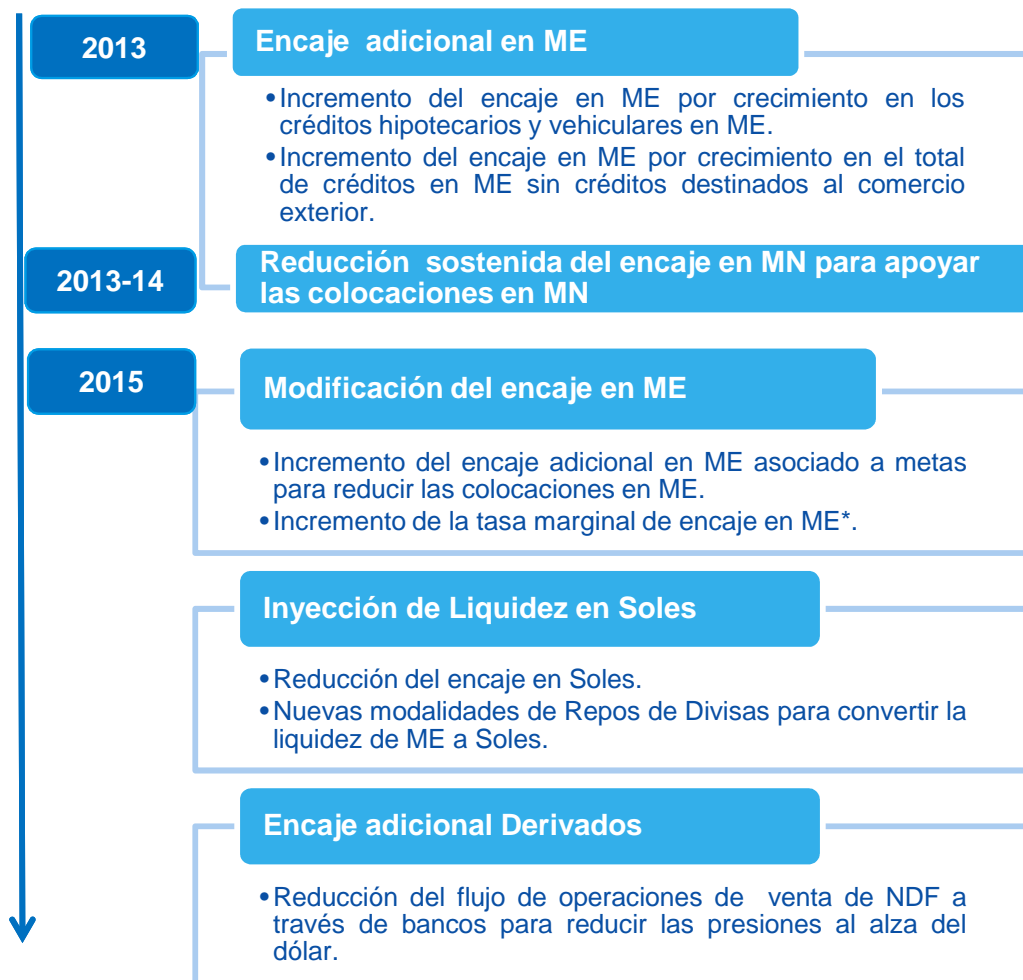 2013
Encaje adicional en ME
•Incremento del encaje en ME por crecimiento en los
créditos hipotecarios y vehiculares en ME.
•Incremento del encaje en ME por crecimiento en el total
de créditos en ME sin créditos destinados al comercio
exterior.
2013-14
Reducción sostenida del encaje en MN para apoyar
las colocaciones en MN
2015
Modificación del encaje en ME
•Incremento del encaje adicional en ME asociado a metas
para reducir las colocaciones en ME.
•Incremento de la tasa marginal de encaje en ME*.
Inyección de Liquidez en Soles
•Reducción del encaje en Soles.
•Nuevas modalidades de Repos de Divisas para convertir la
liquidez de ME a Soles.
Encaje adicional Derivados
•Reducción del flujo de operaciones de venta de NDF a
través de bancos para reducir las presiones al alza del
dólar.